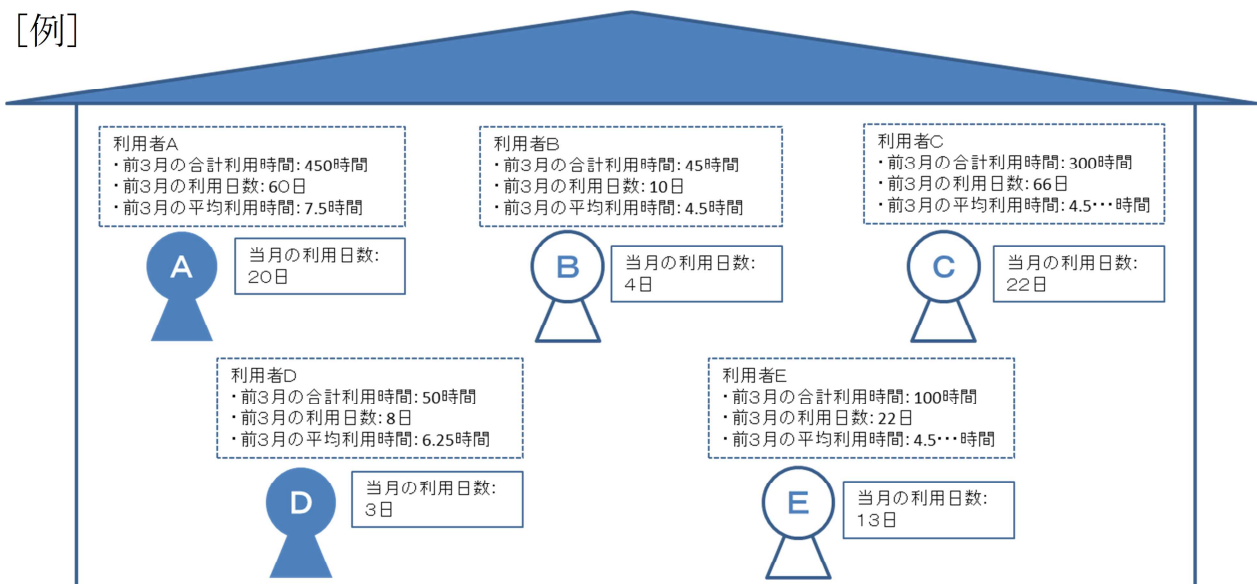 [例]
利用者A
・前3月の合計利用時間:450時間
・前3月の利用日数:60日
・前3月の平均利用時間:7.5時間
A
当月の利用日数:
20日
利用者B
・前3月の合計利用時間:45時間
・前3月の利用日数:10日
・前3月の平均利用時間:4.5時間
B
当月の利用日数:
4日
利用者C
・前3月の合計利用時間:300時間
・前3月の利用日数:66日
・前3月の平均利用時間:4.5・・・時間
C
当月の利用日数:
22日
利用者D
・前3月の合計利用時間:50時間
・前3月の利用日数:8日
・前3月の平均利用時間:6.25時間
D
当月の利用日数:
3日
利用者E
・前3月の合計利用時間:100時間
・前3月の利用日数:22日
・前3月の平均利用時間:4.5・・・時間
E
当月の利用日数:
13日